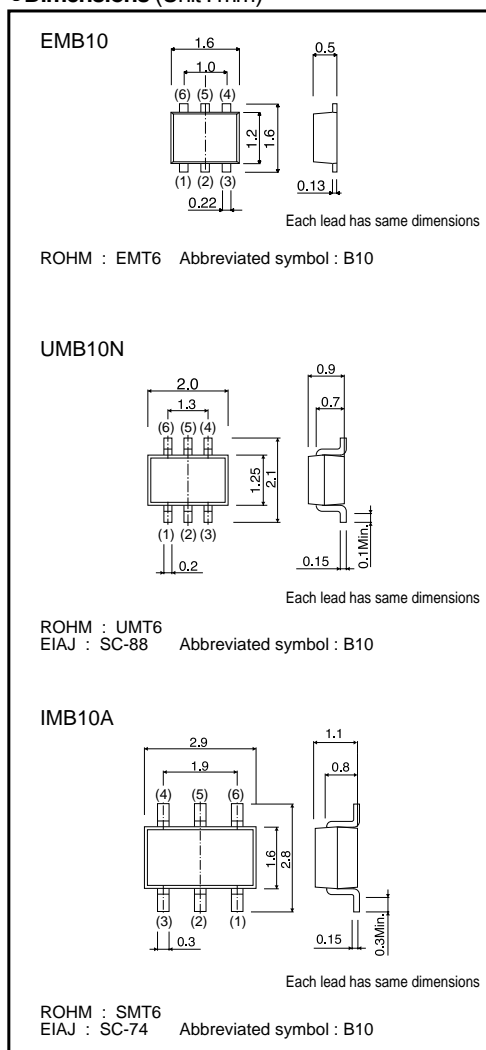 Dimensions (Unit : mm)
EMB10
1.6
1.0
0.5
(6) (5) (4)
1.2
1.6
(1) (2) (3)
0.22
0.13
Each lead has same dimensions
ROHM : EMT6 Abbreviated symbol : B10
UMB10N
2.0
1.3
0.9
0.7
(6) (5) (4)
1.25
2.1
(1) (2) (3)
0.2
0.15
0.1Min.
Each lead has same dimensions
ROHM : UMT6
EIAJ : SC-88 Abbreviated symbol : B10
IMB10A
2.9
1.9
1.1
0.8
(4) (5) (6)
1.6
2.8
(3) (2) (1)
0.3
0.15
0.3Min.
Each lead has same dimensions
ROHM : SMT6
EIAJ : SC-74 Abbreviated symbol : B10